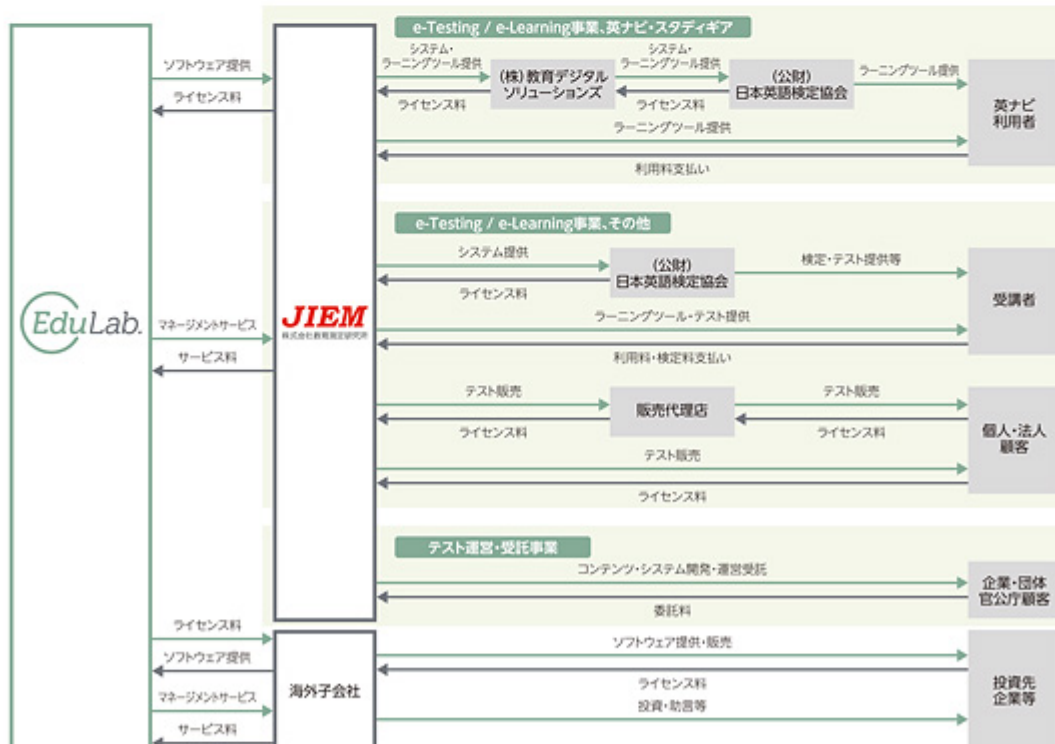 e-Testing / e-Learning事業、英ナビ・スタディギア
システム・
ラーニングツール提供
システム・
ラーニングツール提供
ラーニングツール提供
ソフトウェア提供
(株)教育デジタル
ソリューションズ
(公財)
日本英語検定協会
ライセンス料
ライセンス料
ライセンス料
英ナビ
利用者
ラーニングツール提供
利用料支払い
e-Testing / e-Learning事業、その他
システム提供
(公財)
日本英語検定協会
検定・テスト提供等
ライセンス料
受講者
EduLab.
マネージメントサービス
JIEM
株式会社教育測定研究所
ラーニングツール・テスト提供
サービス料
利用料・検定料支払い
テスト販売
販売代理店
テスト販売
ライセンス料
ライセンス料
個人・法人
顧客
テスト販売
ライセンス料
テスト運営・受託事業
コンテンツ・システム開発・運営受託
企業・団体
官公庁顧客
委託料
ライセンス料
ソフトウェア提供
海外子会社
ソフトウェア提供・販売
ライセンス料
投資先
企業等
マネージメントサービス
投資・助言等
サービス料